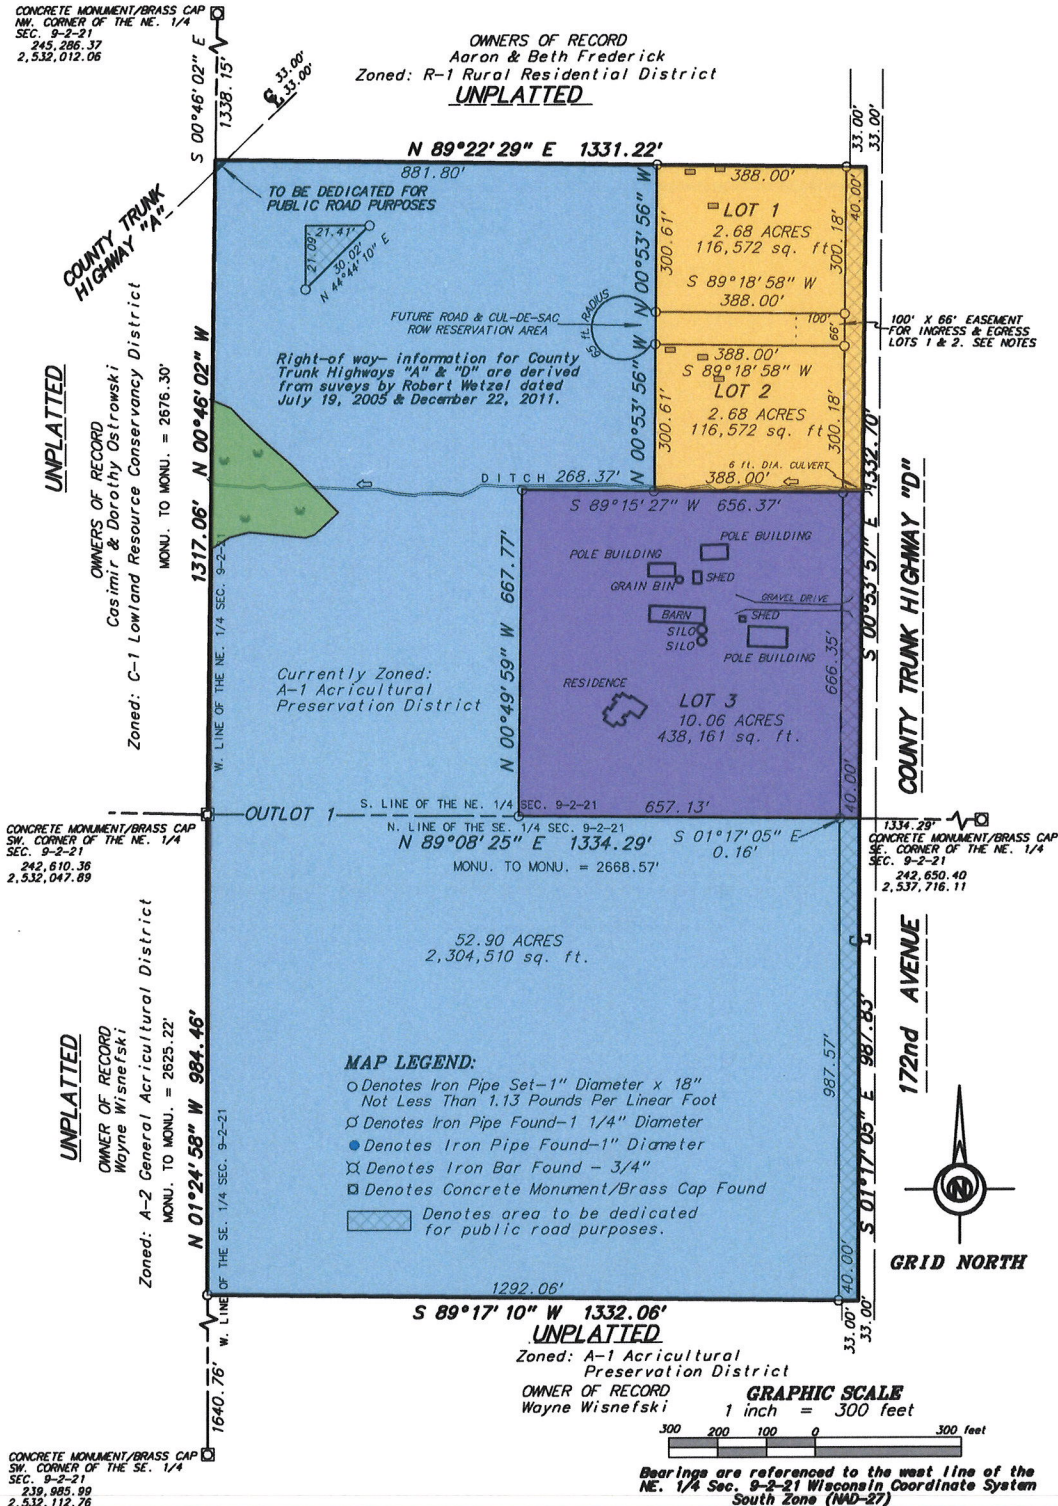 CONCRETE MONUMENT/BRASS CAP
NW. CORNER OF THE NE. 1/4
SEC. 9-2-21
245,286.37
2,532,012.06
S 00°46'02" E
1338.15'
33.00'
33.00'
OWNERS OF RECORD
Aaron & Beth Frederick
Zoned: R-1 Rural Residential District
UNPLATTED
33.00'
33.00'
N 89°22'29" E 1331.22'
881.80'
388.00'
40.00'
TO BE DEDICATED FOR
PUBLIC ROAD PURPOSES
COUNTY TRUNK
HIGHWAY "A"
21.41'
21.09'
30.02'
N 44°44'10" E
N 00°53'56" W
300.61'
LOT 1
2.68 ACRES
116,572 sq. ft
300.18'
S 89°18'58" W
388.00'
FUTURE ROAD & CUL-DE-SAC
ROW RESERVATION AREA
65 ft. RADIUS
100'
66'
100' X 66' EASEMENT
FOR INGRESS & EGRESS
LOTS 1 & 2. SEE NOTES
Right-of way- information for County
Trunk Highways "A" & "D" are derived
from suveys by Robert Wetzel dated
July 19, 2005 & December 22, 2011.
N 00°53'56" W
300.61'
388.00'
S 89°18'58" W
LOT 2
2.68 ACRES
116,572 sq. ft
300.18'
6 ft. DIA. CULVERT
388.00'
DITCH 268.37'
UNPLATTED
OWNERS OF RECORD
Casimir & Dorothy Ostrowski
Zoned: C-1 Lowland Resource Conservancy District
MONU. TO MONU. = 2676.30'
1317.06' N 00°46'02" W
W. LINE OF THE NE. 1/4 SEC. 9-2-21
S 89°15'27" W 656.37'
POLE BUILDING
POLE BUILDING
GRAIN BIN
SHED
GRAVEL DRIVE
BARN
SHED
SILO
SILO
POLE BUILDING
RESIDENCE
LOT 3
10.06 ACRES
438,161 sq. ft.
N 00°49'59" W 667.77'
666.35'
40.00'
S 00°53'57" E 1332.70'
COUNTY TRUNK HIGHWAY "D"
Currently Zoned:
A-1 Acricultural
Preservation District
OUTLOT 1
S. LINE OF THE NE. 1/4 SEC. 9-2-21
657.13'
N. LINE OF THE SE. 1/4 SEC. 9-2-21
N 89°08'25" E 1334.29'
S 01°17'05" E
0.16'
MONU. TO MONU. = 2668.57'
CONCRETE MONUMENT/BRASS CAP
SW. CORNER OF THE NE. 1/4
SEC. 9-2-21
242,610.36
2,532,047.89
1334.29'
CONCRETE MONUMENT/BRASS CAP
SE. CORNER OF THE NE. 1/4
SEC. 9-2-21
242,650.40
2,537,716.11
52.90 ACRES
2,304,510 sq. ft.
UNPLATTED
OWNER OF RECORD
Wayne Wisnefski
Zoned: A-2 General Agricultural District
MONU. TO MONU. = 2625.22'
N 01°24'58" W 984.46'
W. LINE OF THE SE. 1/4 SEC. 9-2-21
987.57'
S 01°17'05" E 987.83'
172nd AVENUE
MAP LEGEND:
Denotes Iron Pipe Set-1" Diameter x 18"
Not Less Than 1.13 Pounds Per Linear Foot
Denotes Iron Pipe Found-1 1/4" Diameter
Denotes Iron Pipe Found-1" Diameter
Denotes Iron Bar Found - 3/4"
Denotes Concrete Monument/Brass Cap Found
Denotes area to be dedicated
for public road purposes.
N
GRID NORTH
1292.06'
40.00'
S 89°17'10" W 1332.06'
33.00'
33.00'
UNPLATTED
Zoned: A-1 Acricultural
Preservation District
OWNER OF RECORD
Wayne Wisnefski
1640.76'
GRAPHIC SCALE
1 inch = 300 feet
300 200 100 0 300 feet
CONCRETE MONUMENT/BRASS CAP
SW. CORNER OF THE SE. 1/4
SEC. 9-2-21
239,985.99
2,532,112.76
Bearings are referenced to the west line of the
NE. 1/4 Sec. 9-2-21 Wisconsin Coordinate System
South Zone (NAD-27)